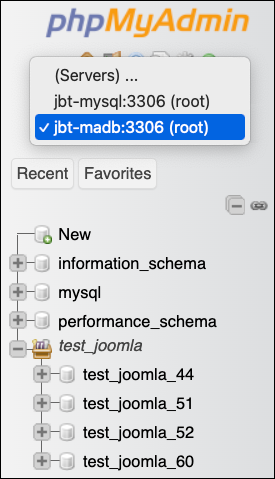 phpMyAdmin
(Servers) ...
jbt-mysql:3306 (root)
✓ jbt-madb:3306 (root)
Recent Favorites
New
information_schema
mysql
performance_schema
test_joomla
test_joomla_44
test_joomla_51
test_joomla_52
test_joomla_60